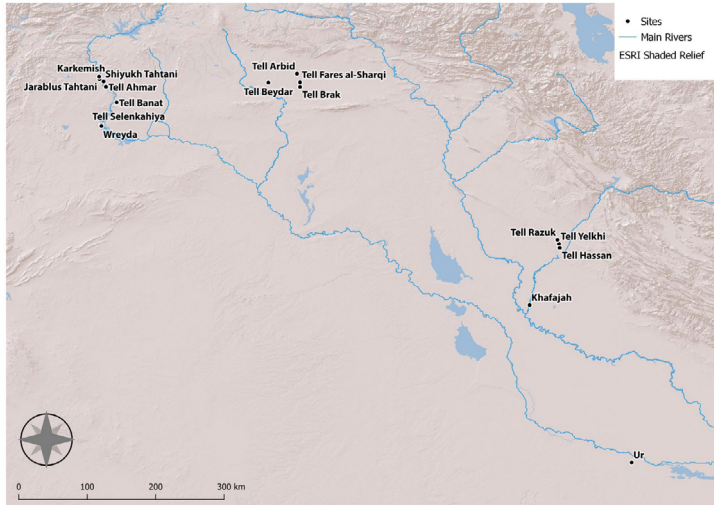 Sites
Main Rivers
ESRI Shaded Relief
Karkemish
Shiyukh Tahtani
Jarablus Tahtani
Tell Ahmar
Tell Banat
Tell Selenkahiya
Wreyda
Tell Arbid
Tell Fares al-Sharqi
Tell Beydar
Tell Brak
Tell Razuk
Tell Yelkhi
Tell Hassan
Khafajah
Ur
0 100 200 300 km